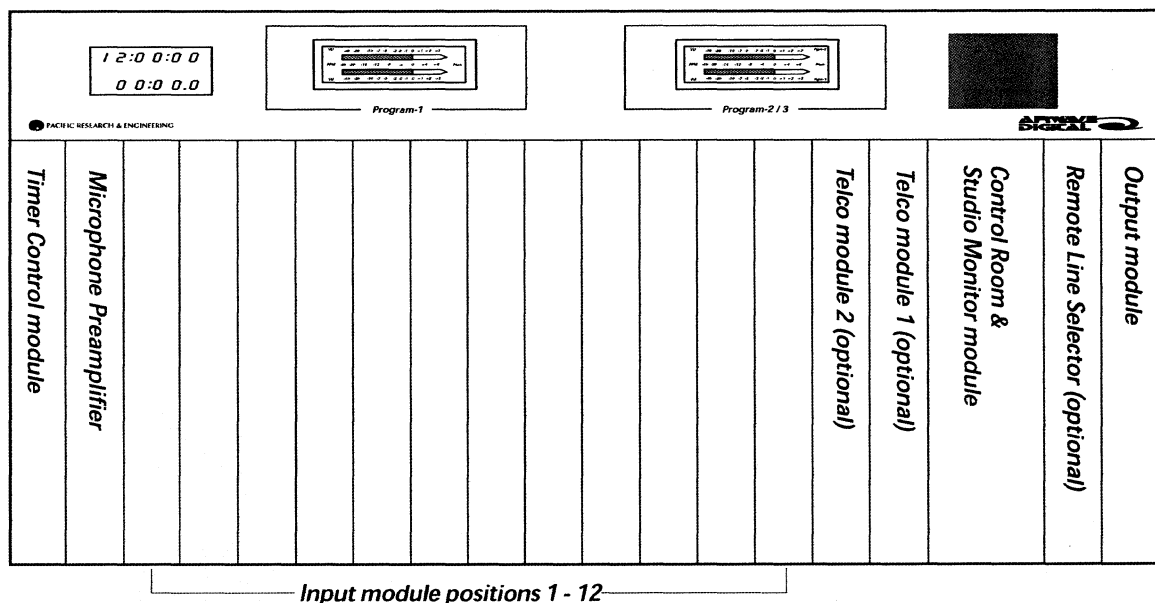 12:00:00
00:00.0
Program-1
Program-2 / 3
PACIFIC RESEARCH & ENGINEERING
AIRWAVE
DIGITAL
Timer Control module
Microphone Preamplifier
Telco module 2 (optional)
Telco module 1 (optional)
Control Room &
Studio Monitor module
Remote Line Selector (optional)
Output module
Input module positions 1 - 12